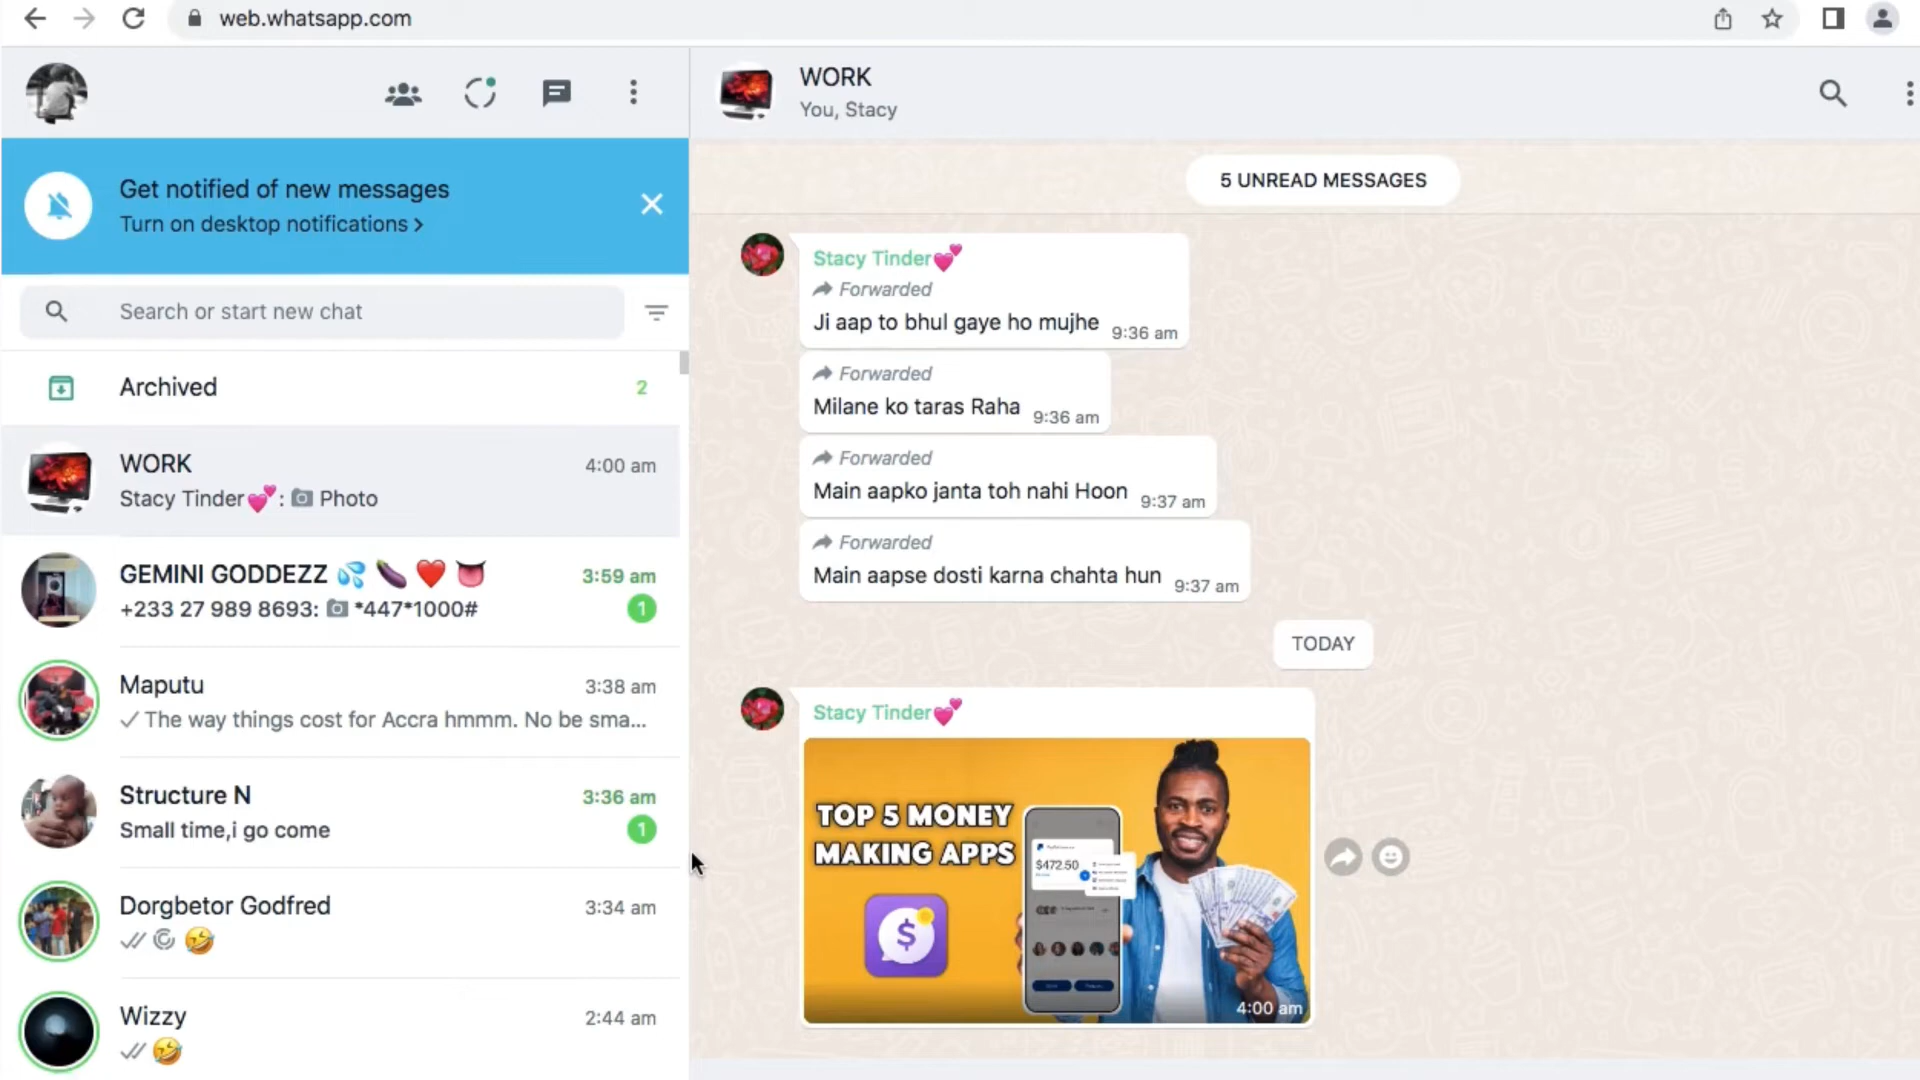 web.whatsapp.com
WORK
You, Stacy
Get notified of new messages
Turn on desktop notifications >
Search or start new chat
Archived
2
WORK
4:00 am
Stacy Tinder💕: Photo
GEMINI GODDEZZ 💦 🍆 ❤️ 👅
3:59 am
+233 27 989 8693: *447*1000#
1
Maputu
3:38 am
The way things cost for Accra hmmm. No be sma...
Structure N
3:36 am
Small time,i go come
1
Dorgbetor Godfred
3:34 am
🤣
Wizzy
2:44 am
🤣
5 UNREAD MESSAGES
Stacy Tinder💕
Forwarded
Ji aap to bhul gaye ho mujhe
9:36 am
Forwarded
Milane ko taras Raha
9:36 am
Forwarded
Main aapko janta toh nahi Hoon
9:37 am
Forwarded
Main aapse dosti karna chahta hun
9:37 am
TODAY
Stacy Tinder💕
TOP 5 MONEY
MAKING APPS
$472.50
$
4:00 am